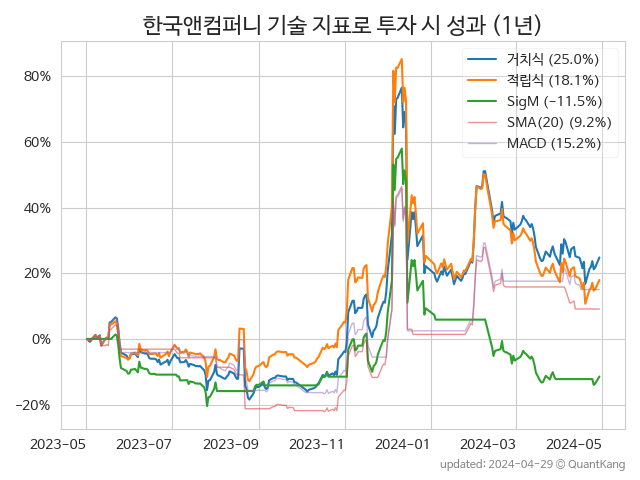 한국앤컴퍼니 기술 지표로 투자 시 성과 (1년)
거치식 (25.0%)
적립식 (18.1%)
SigM (−11.5%)
SMA(20) (9.2%)
MACD (15.2%)
80%
60%
40%
20%
0%
−20%
2023-05 2023-07 2023-09 2023-11 2024-01 2024-03 2024-05
updated: 2024-04-29 © QuantKang